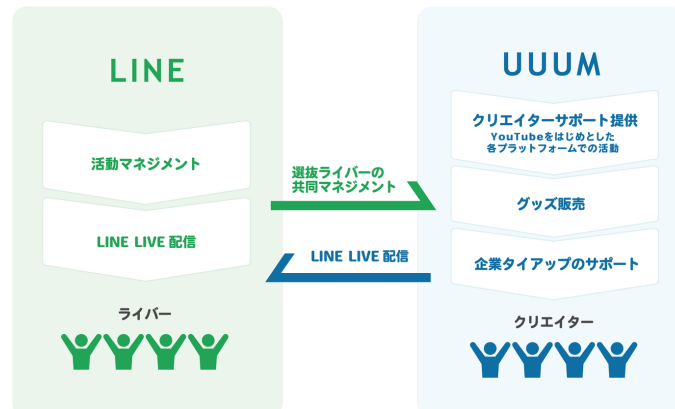 LINE
活動マネジメント
LINE LIVE 配信
ライバー
選抜ライバーの
共同マネジメント
LINE LIVE 配信
UUUM
クリエイターサポート提供
YouTubeをはじめとした
各プラットフォームでの活動
グッズ販売
企業タイアップのサポート
クリエイター